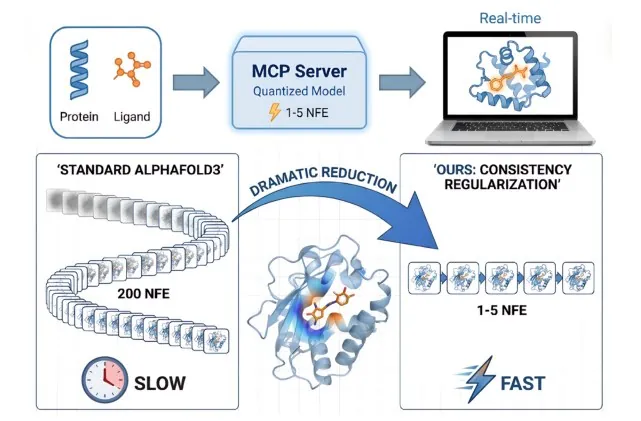 Real-time
Protein Ligand
MCP Server
Quantized Model
1-5 NFE
'STANDARD ALPHAFOLD3'
DRAMATIC REDUCTION
'OURS: CONSISTENCY
REGULARIZATION'
200 NFE
1-5 NFE
SLOW
FAST